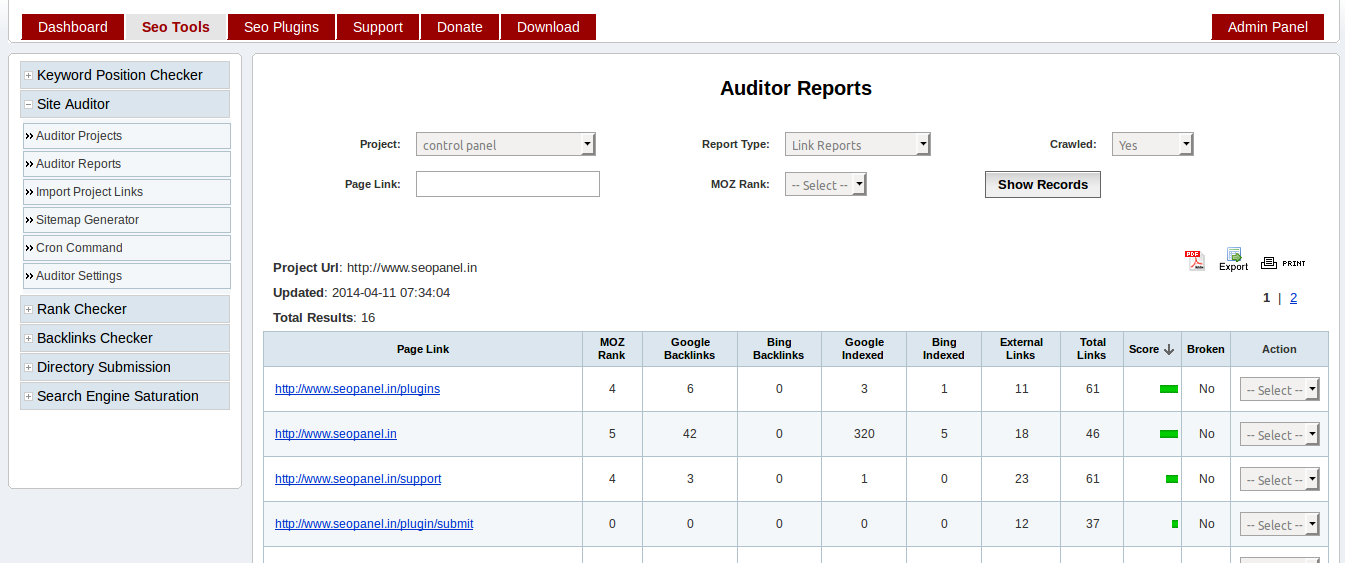 Dashboard Seo Tools Seo Plugins Support Donate Download Admin Panel
Keyword Position Checker
Site Auditor
Auditor Projects
Auditor Reports
Import Project Links
Sitemap Generator
Cron Command
Auditor Settings
Rank Checker
Backlinks Checker
Directory Submission
Search Engine Saturation
Auditor Reports
Project: control panel Report Type: Link Reports Crawled: Yes
Page Link: MOZ Rank: -- Select -- Show Records
PDF Export PRINT
Project Url: http://www.seopanel.in
Updated: 2014-04-11 07:34:04
1 | 2
Total Results: 16
Page Link MOZ Rank Google Backlinks Bing Backlinks Google Indexed Bing Indexed External Links Total Links Score Broken Action
http://www.seopanel.in/plugins 4 6 0 3 1 11 61 No -- Select --
http://www.seopanel.in 5 42 0 320 5 18 46 No -- Select --
http://www.seopanel.in/support 4 3 0 1 0 23 61 No -- Select --
http://www.seopanel.in/plugin/submit 0 0 0 0 0 12 37 No -- Select --